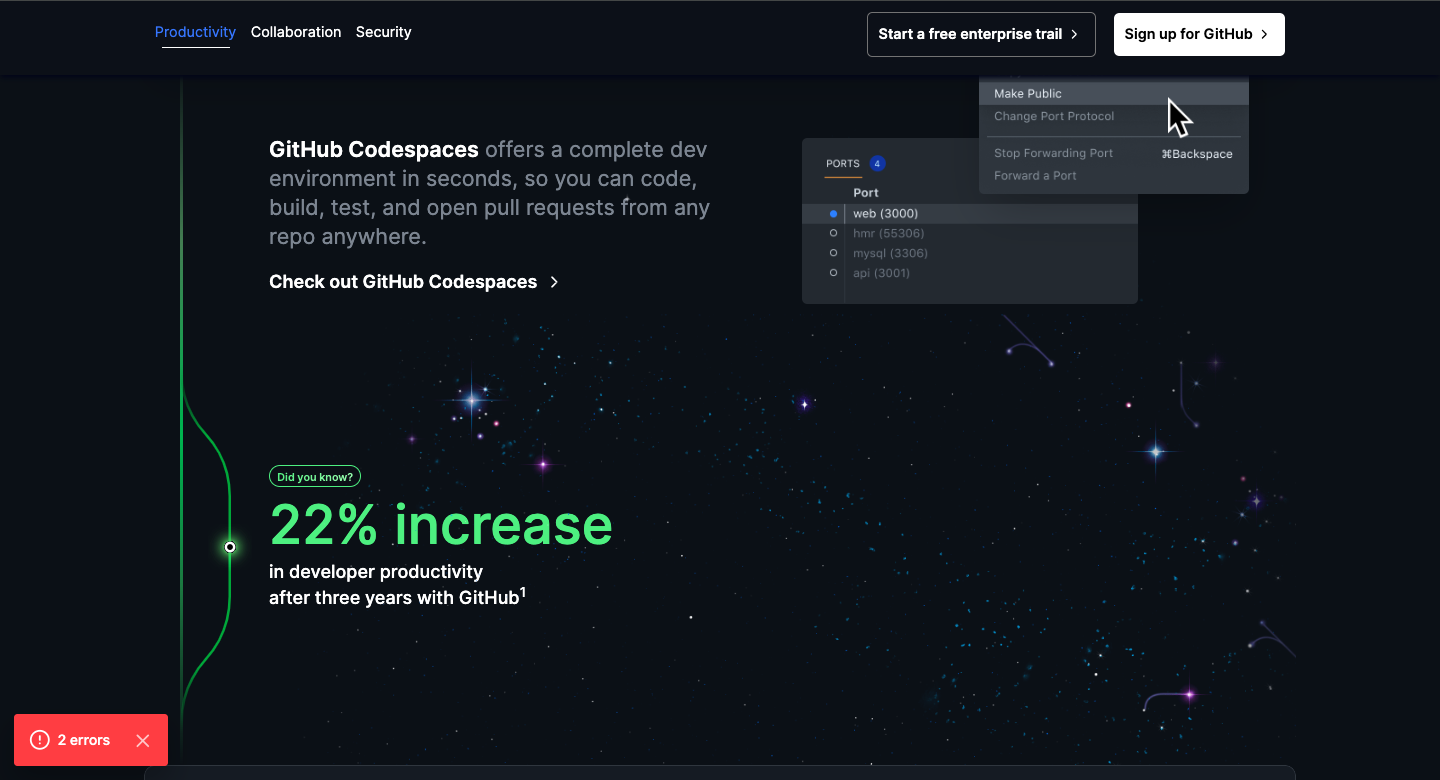 Productivity Collaboration Security
Start a free enterprise trail
Sign up for GitHub
Make Public
Change Port Protocol
Stop Forwarding Port ⌘Backspace
Forward a Port
GitHub Codespaces offers a complete dev
environment in seconds, so you can code,
build, test, and open pull requests from any
repo anywhere.
Check out GitHub Codespaces
PORTS 4
Port
web (3000)
hmr (55306)
mysql (3306)
api (3001)
Did you know?
22% increase
in developer productivity
after three years with GitHub1
2 errors